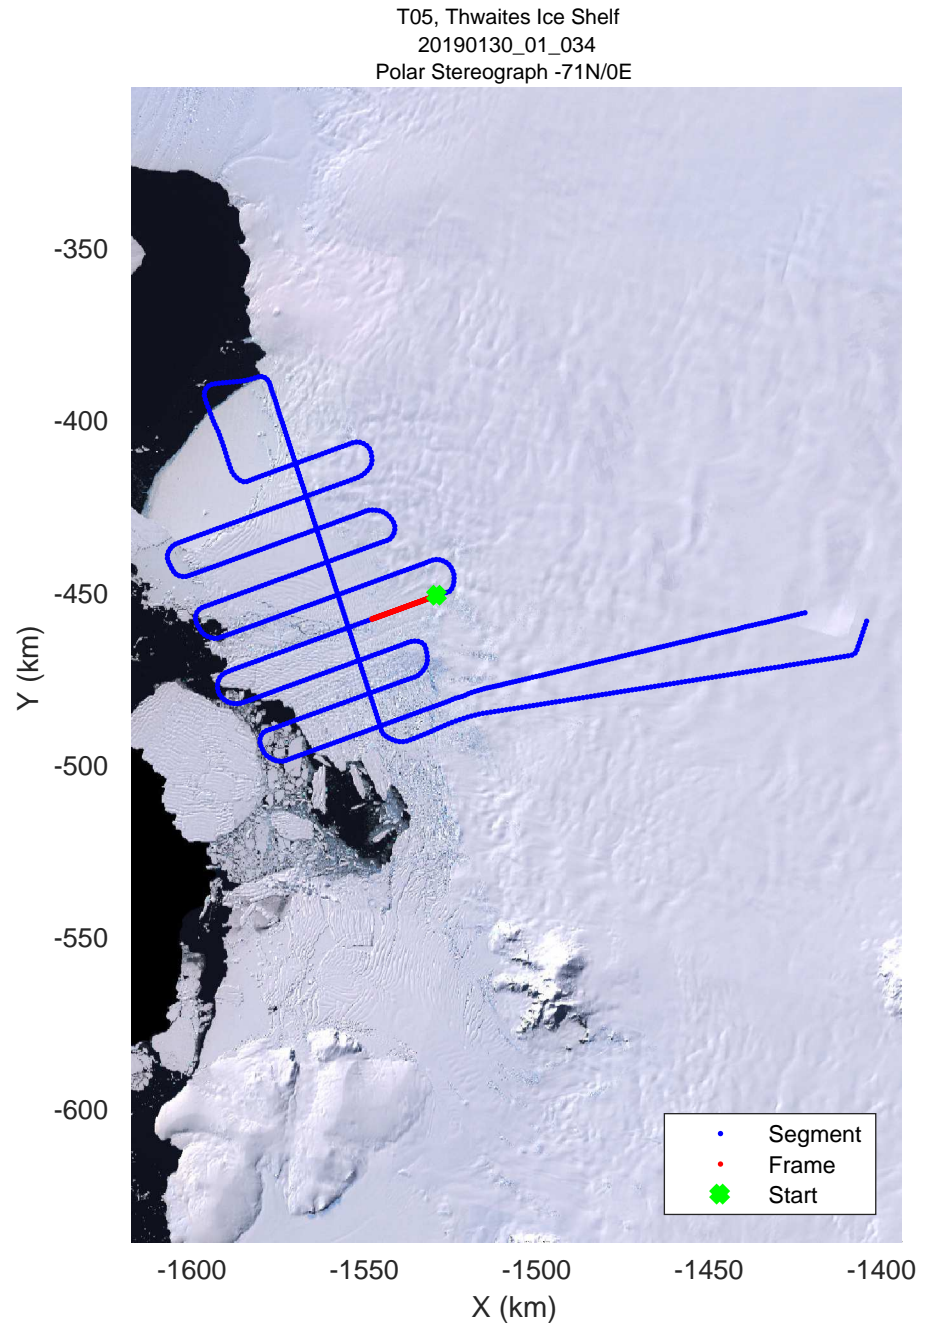 T05, Thwaites Ice Shelf
20190130_01_034
Polar Stereograph -71N/0E
-350
-400
-450
-500
-550
-600
Y (km)
-1600
-1550
-1500
-1450
-1400
X (km)
Segment
Frame
Start